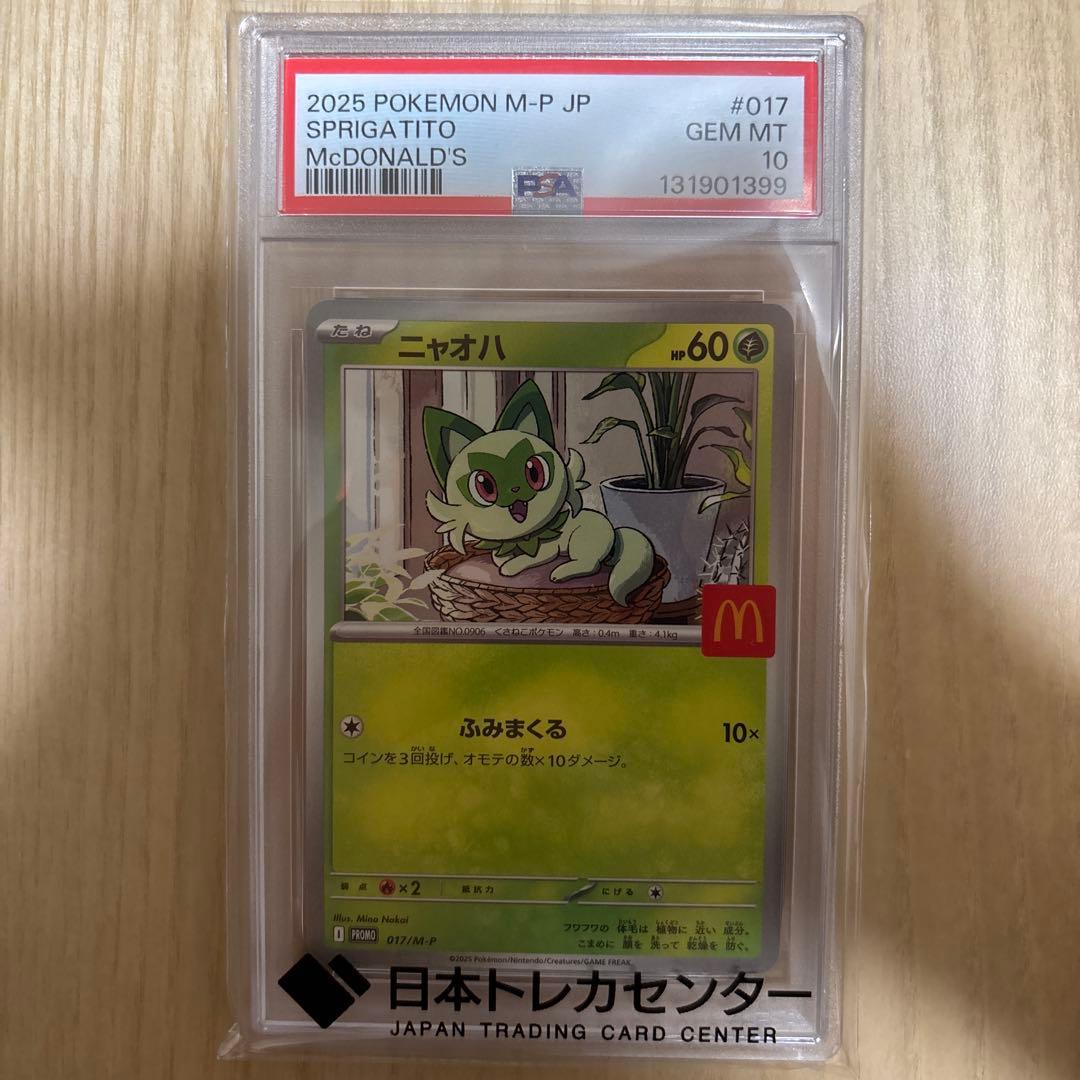 2025 POKEMON M-P JP #017
SPRIGATITO GEM MT
McDONALD'S 10
PSA 131901399
たね ニャオハ HP60
全国図鑑NO.0906 くさねこポケモン 高さ：0.4m 重さ：4.1kg
ふみまくる 10×
コインを3回投げ、オモテの数×10ダメージ。
弱点 ×2 抵抗力 にげる
Illus. Mina Nakai
フワフワの体毛は植物に近い成分。
I PROMO 017/M-P こまめに顔を洗って乾燥を防ぐ。
©2025 Pokémon/Nintendo/Creatures/GAME FREAK
日本トレカセンター
JAPAN TRADING CARD CENTER